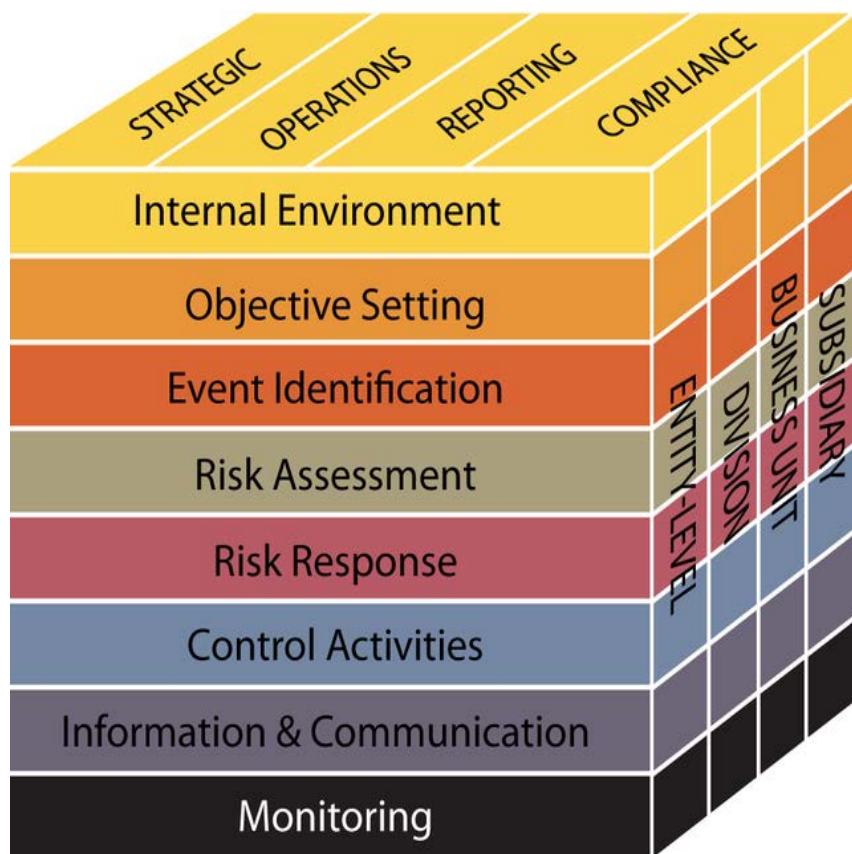 STRATEGIC
OPERATIONS
REPORTING
COMPLIANCE
Internal Environment
Objective Setting
Event Identification
Risk Assessment
Risk Response
Control Activities
Information & Communication
Monitoring
ENTITY-LEVEL
DIVISION
BUSINESS UNIT
SUBSIDIARY